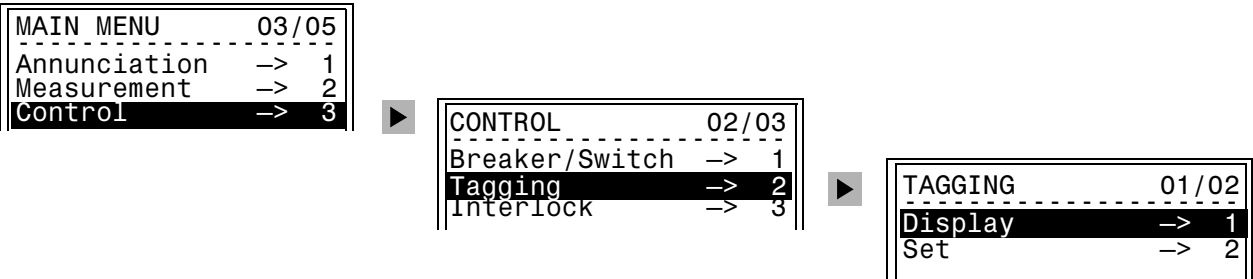 MAIN MENU 03/05
Annunciation —> 1
Measurement —> 2
Control —> 3
CONTROL 02/03
Breaker/Switch —> 1
Tagging —> 2
Interlock —> 3
TAGGING 01/02
Display —> 1
Set —> 2